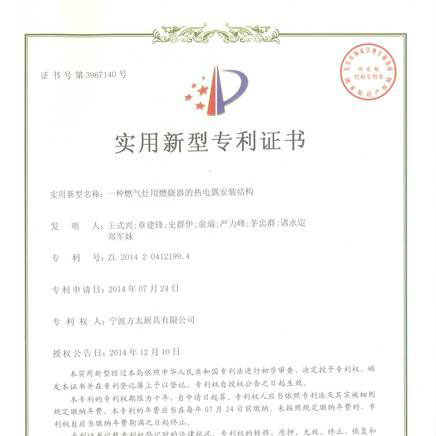 证书号第3967140号
实用新型专利证书
实用新型名称：一种燃气灶用燃烧器的热电偶安装结构
发明人：王式兴;章建锋;史群伊;俞瑜;严力峰;茅忠群;诸永定
郑军妹
专利号：ZL 2014 2 0412199.4
专利申请日：2014年07月24日
专利权人：宁波方太厨具有限公司
授权公告日：2014年12月10日
本实用新型经过本局依照中华人民共和国专利法进行初步审查，决定授予专利权，颁
发本证书并在专利登记簿上予以登记。专利权自授权公告之日起生效。
本专利的专利权期限为十年，自申请日起算。专利权人应当依照专利法及其实施细则
规定缴纳年费。本专利的年费应当在每年07月24日前缴纳。未按照规定缴纳年费的，专
利权自应当缴纳年费期满之日起终止。
专利证书记载专利权登记时的法律状况。专利权的转移、质押、无效、终止、恢复和